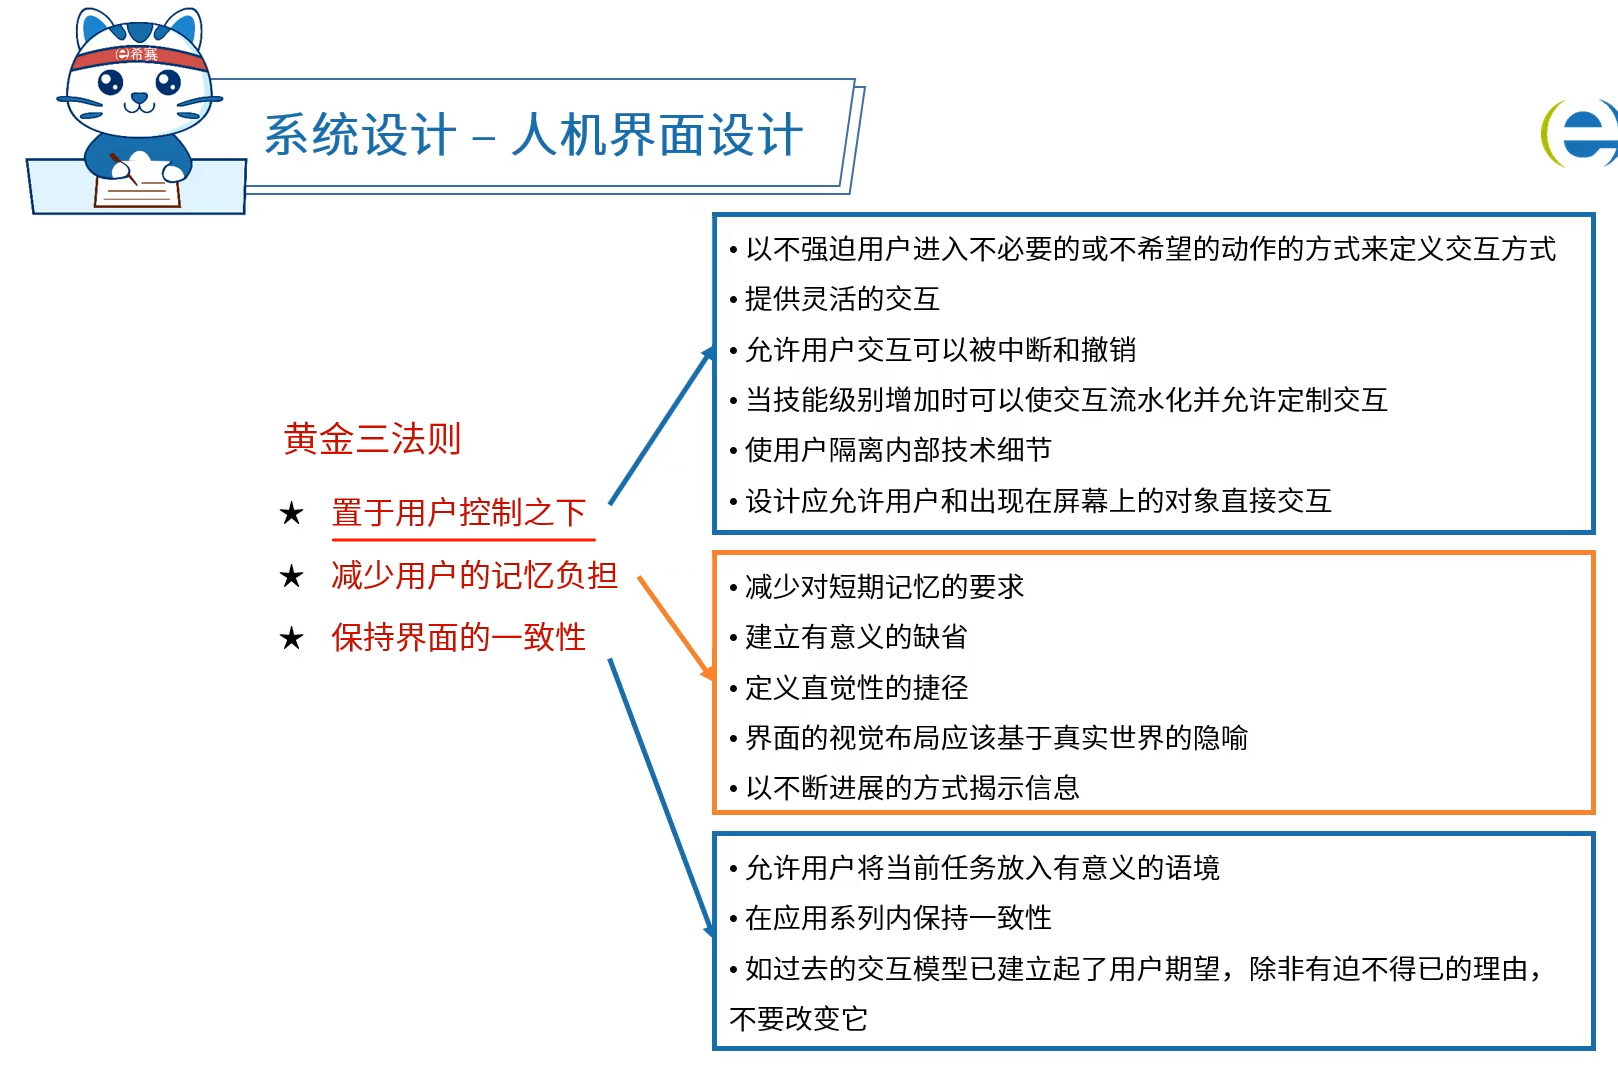 e希赛
系统设计 – 人机界面设计
黄金三法则
★ 置于用户控制之下
★ 减少用户的记忆负担
★ 保持界面的一致性
• 以不强迫用户进入不必要的或不希望的动作的方式来定义交互方式
• 提供灵活的交互
• 允许用户交互可以被中断和撤销
• 当技能级别增加时可以使交互流水化并允许定制交互
• 使用户隔离内部技术细节
• 设计应允许用户和出现在屏幕上的对象直接交互
• 减少对短期记忆的要求
• 建立有意义的缺省
• 定义直觉性的捷径
• 界面的视觉布局应该基于真实世界的隐喻
• 以不断进展的方式揭示信息
• 允许用户将当前任务放入有意义的语境
• 在应用系列内保持一致性
• 如过去的交互模型已建立起了用户期望，除非有迫不得已的理由，
不要改变它